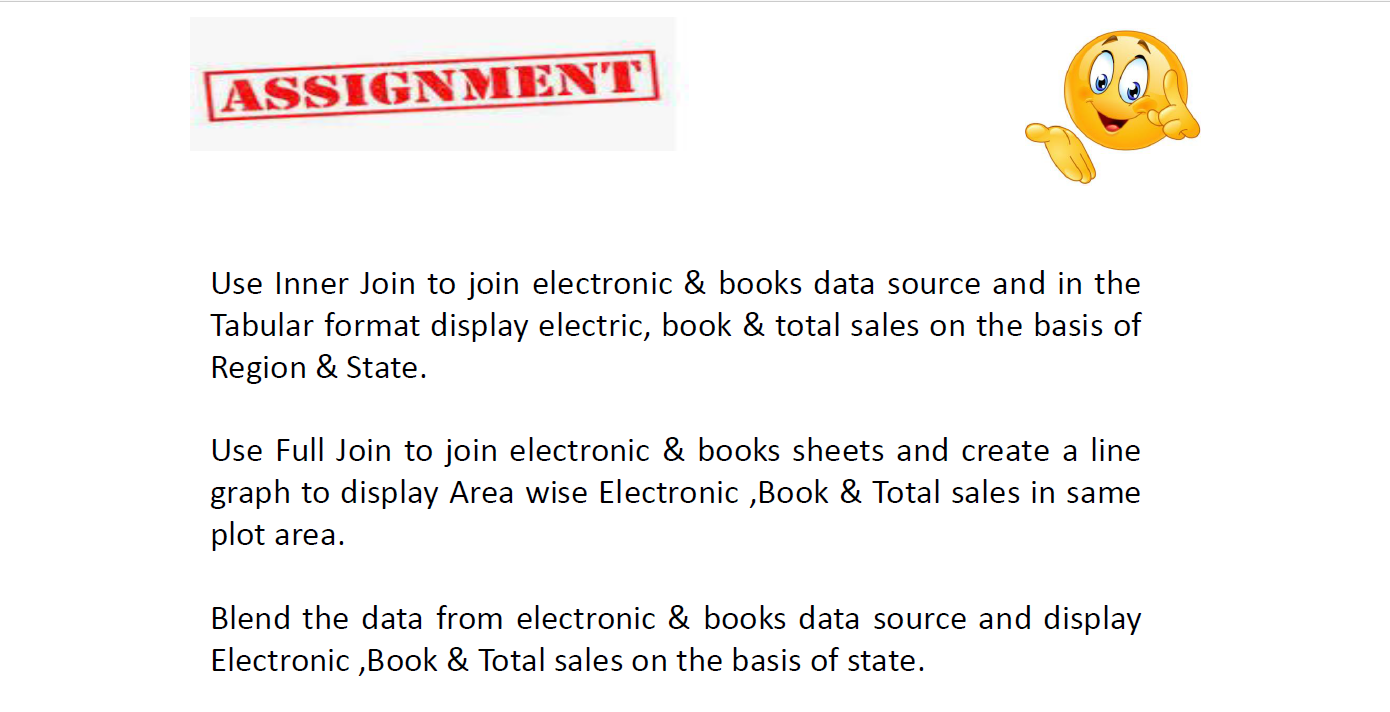 ASSIGNMENT
Use Inner Join to join electronic & books data source and in the
Tabular format display electric, book & total sales on the basis of
Region & State.
Use Full Join to join electronic & books sheets and create a line
graph to display Area wise Electronic ,Book & Total sales in same
plot area.
Blend the data from electronic & books data source and display
Electronic ,Book & Total sales on the basis of state.